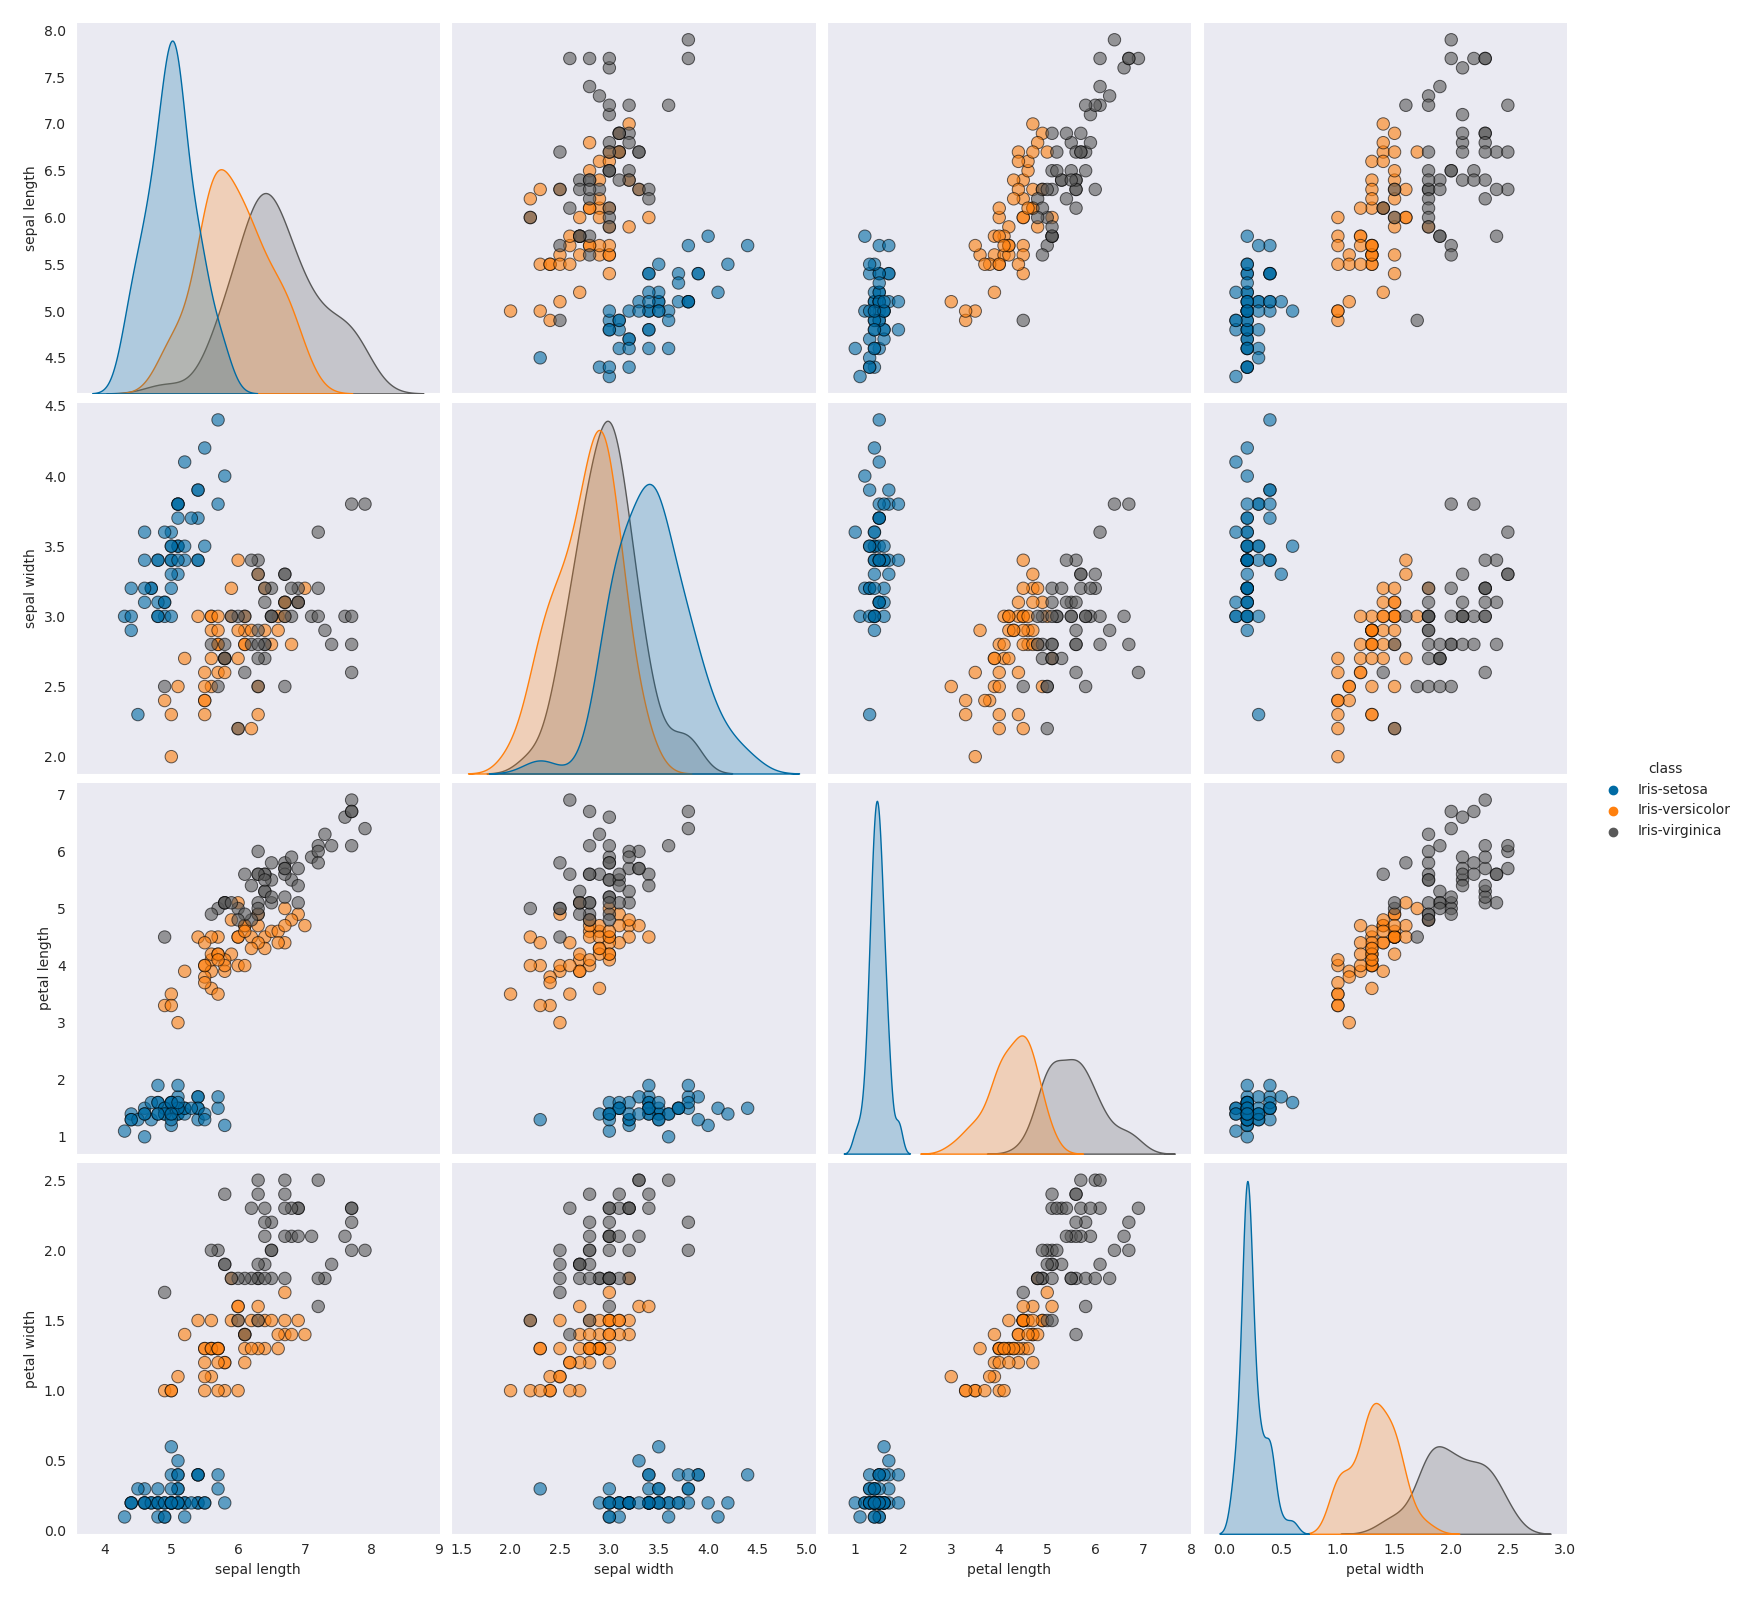 8.0
7.5
7.0
6.5
6.0
5.5
5.0
4.5
sepal length
4.5
4.0
3.5
3.0
2.5
2.0
sepal width
class
Iris-setosa
Iris-versicolor
Iris-virginica
7
6
5
4
3
2
1
petal length
2.5
2.0
1.5
1.0
0.5
0.0
petal width
4 5 6 7 8 9
sepal length
1.5 2.0 2.5 3.0 3.5 4.0 4.5 5.0
sepal width
1 2 3 4 5 6 7 8
petal length
0.0 0.5 1.0 1.5 2.0 2.5 3.0
petal width